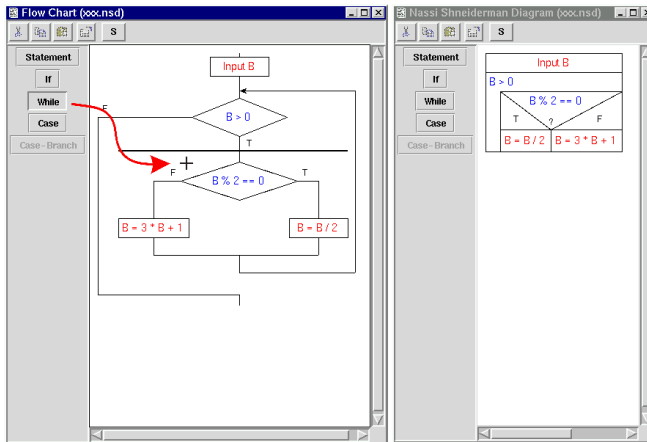 Flow Chart (xxx.nsd)
S
Statement
If
While
Case
Case-Branch
Input B
F
B > 0
T
F
T
B % 2 == 0
B = 3 * B + 1
B = B / 2
Nassi Shneiderman Diagram (xxx.nsd)
S
Statement
If
While
Case
Case-Branch
Input B
B > 0
B % 2 == 0
T
?
F
B = B / 2
B = 3 * B + 1